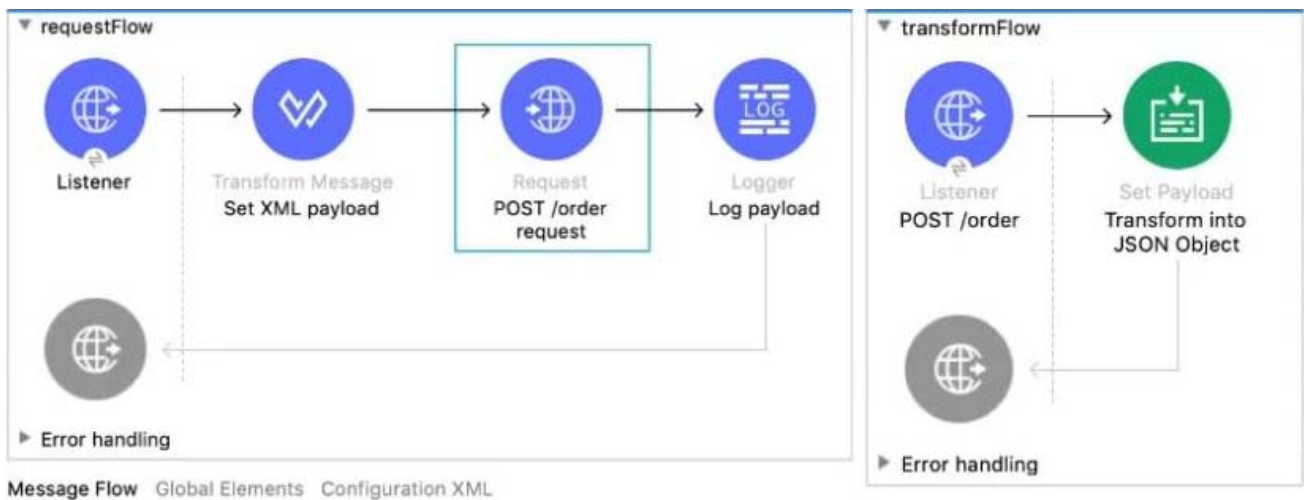 requestFlow
LOG
Listener
Transform Message
Set XML payload
Request
POST /order
request
Logger
Log payload
Error handling
transformFlow
Listener
POST /order
Set Payload
Transform into
JSON Object
Error handling
Message Flow Global Elements Configuration XML